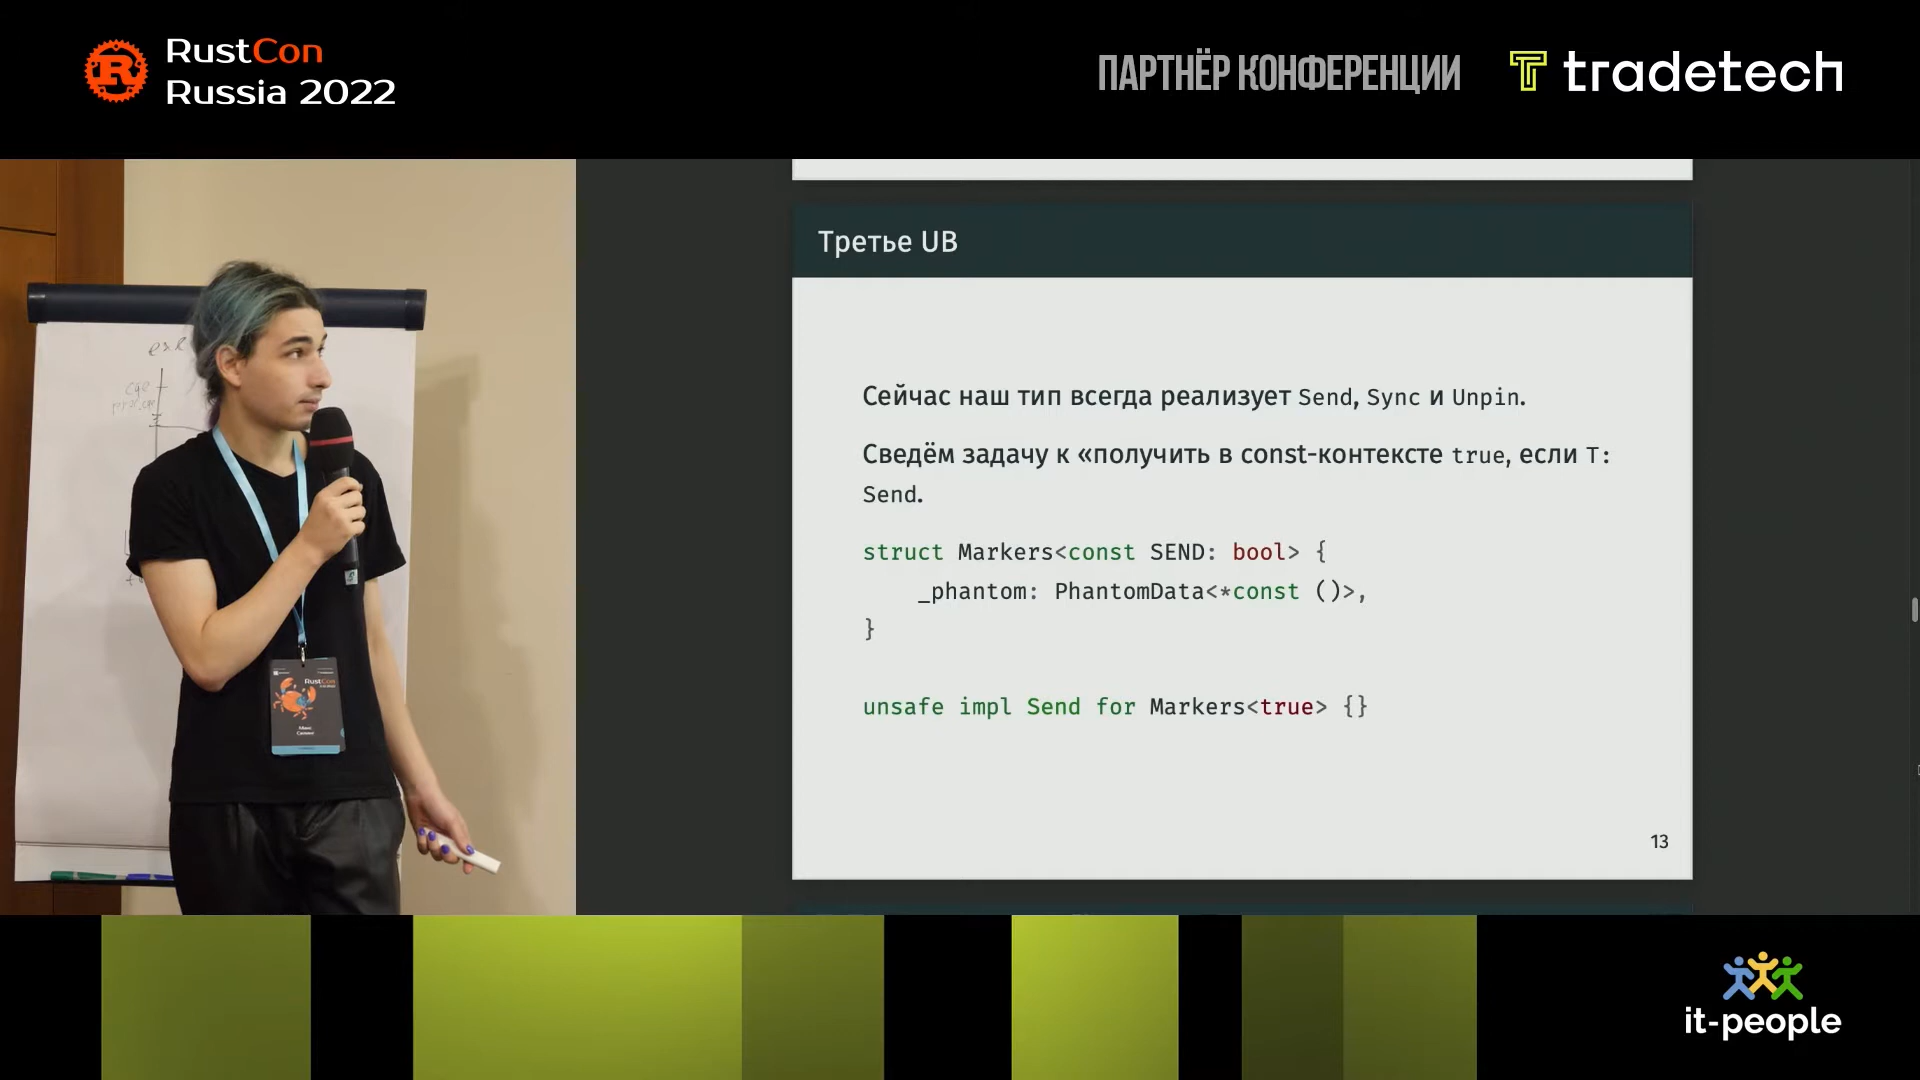 RustCon
Russia 2022
ПАРТНЁР КОНФЕРЕНЦИИ
tradetech
Третье UB
Сейчас наш тип всегда реализует Send, Sync и Unpin.
Сведём задачу к «получить в const-контексте true, если T:
Send.
struct Markers<const SEND: bool> {
    _phantom: PhantomData<*const ()>,
}
unsafe impl Send for Markers<true> {}
13
RustCon
it-people